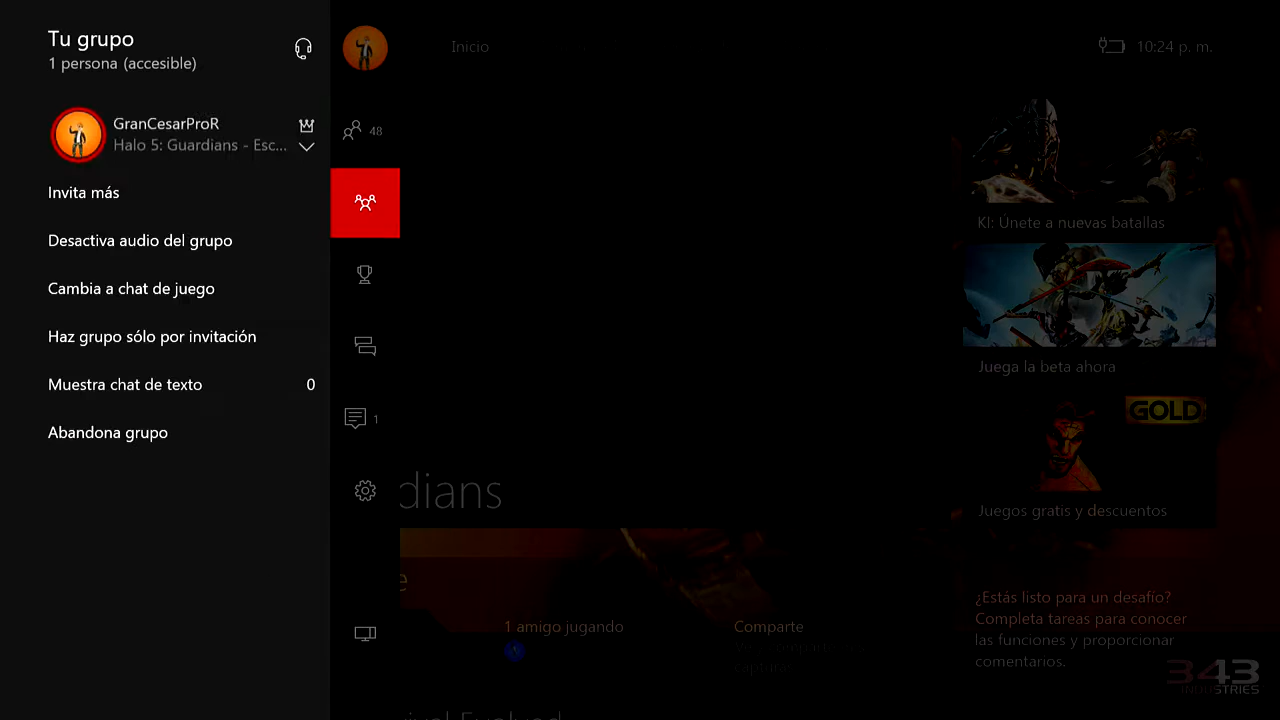 Tu grupo
1 persona (accesible)
GranCesarProR
Halo 5: Guardians - Esc...
Invita más
Desactiva audio del grupo
Cambia a chat de juego
Haz grupo sólo por invitación
Muestra chat de texto 0
Abandona grupo
48
1
Inicio
10:24 p. m.
KI: Únete a nuevas batallas
Juega la beta ahora
GOLD
Juegos gratis y descuentos
dians
e
1 amigo jugando
Comparte
capturas
¿Estás listo para un desafío?
Completa tareas para conocer
las funciones y proporcionar
comentarios.
343
INDUSTRIES
ival Evolved